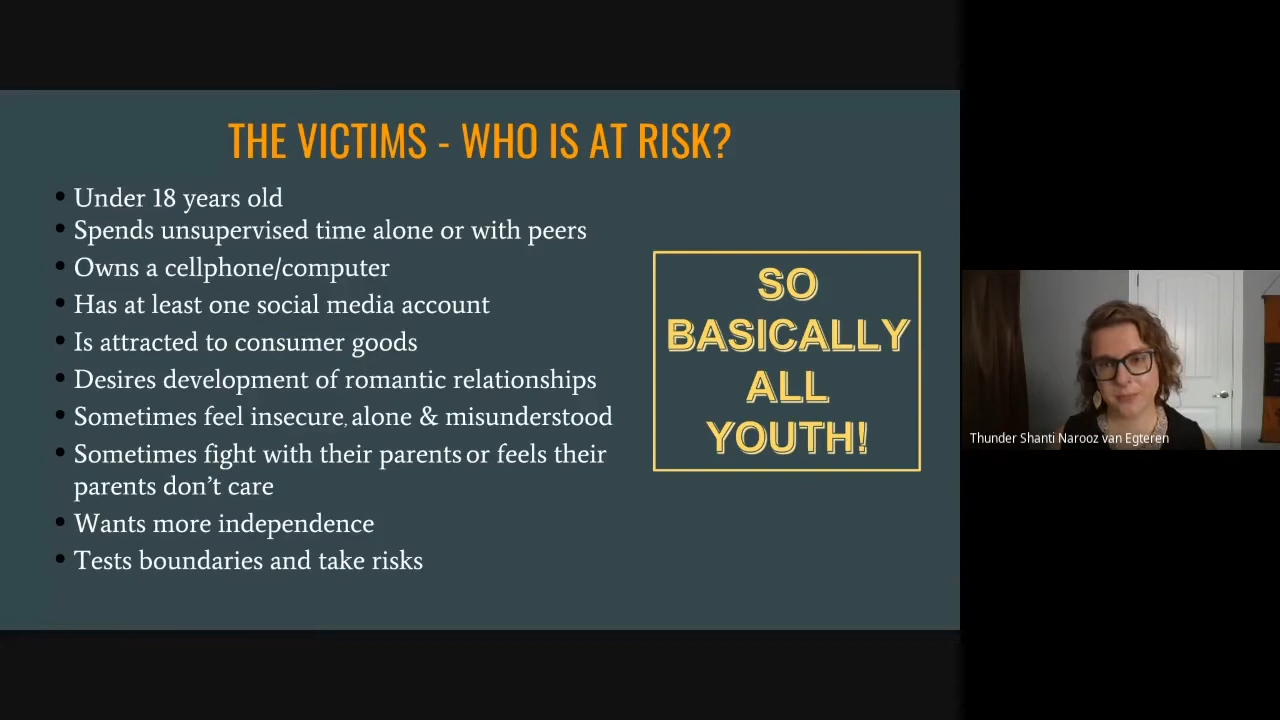 THE VICTIMS - WHO IS AT RISK?
• Under 18 years old
• Spends unsupervised time alone or with peers
• Owns a cellphone/computer
• Has at least one social media account
• Is attracted to consumer goods
• Desires development of romantic relationships
• Sometimes feel insecure, alone & misunderstood
• Sometimes fight with their parents or feels their
parents don’t care
• Wants more independence
• Tests boundaries and take risks
SO
BASICALLY
ALL
YOUTH!
Thunder Shanti Narooz van Egteren